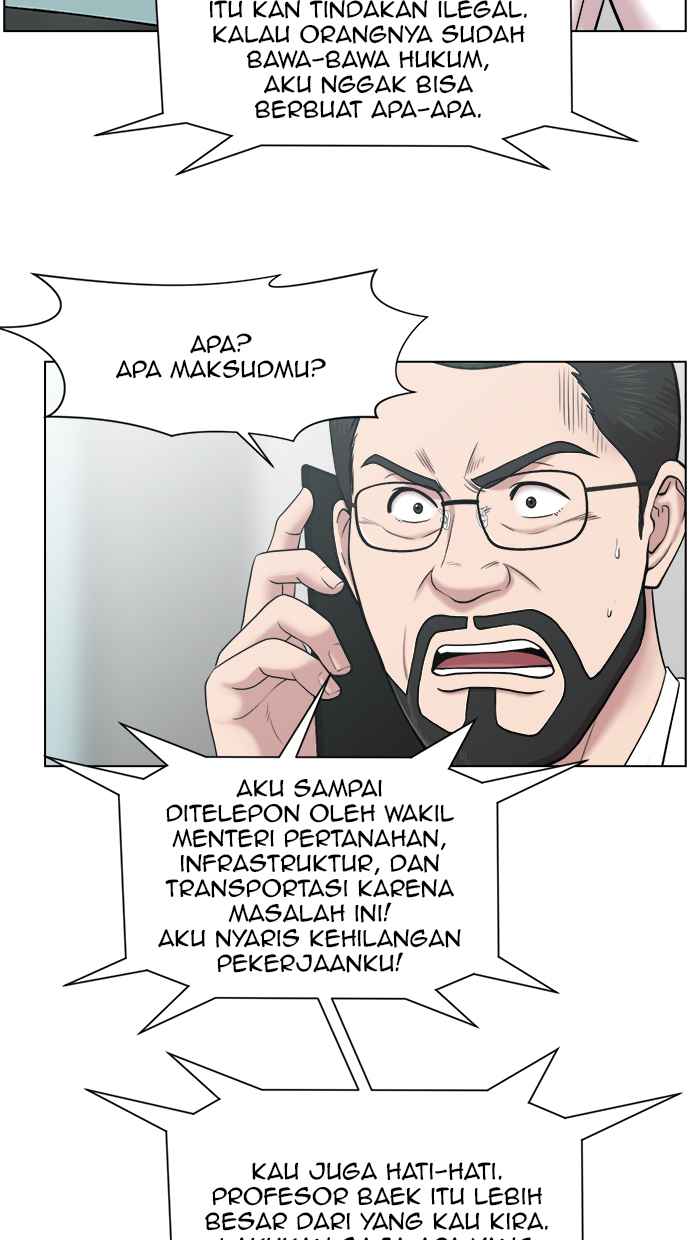 ITU KAN TINDAKAN ILEGAL.
KALAU ORANGNYA SUDAH
BAWA-BAWA HUKUM,
AKU NGGAK BISA
BERBUAT APA-APA.
APA?
APA MAKSUDMU?
AKU SAMPAI
DITELEPON OLEH WAKIL
MENTERI PERTANAHAN,
INFRASTRUKTUR, DAN
TRANSPORTASI KARENA
MASALAH INI!
AKU NYARIS KEHILANGAN
PEKERJAANKU!
KAU JUGA HATI-HATI.
PROFESOR BAEK ITU LEBIH
BESAR DARI YANG KAU KIRA.